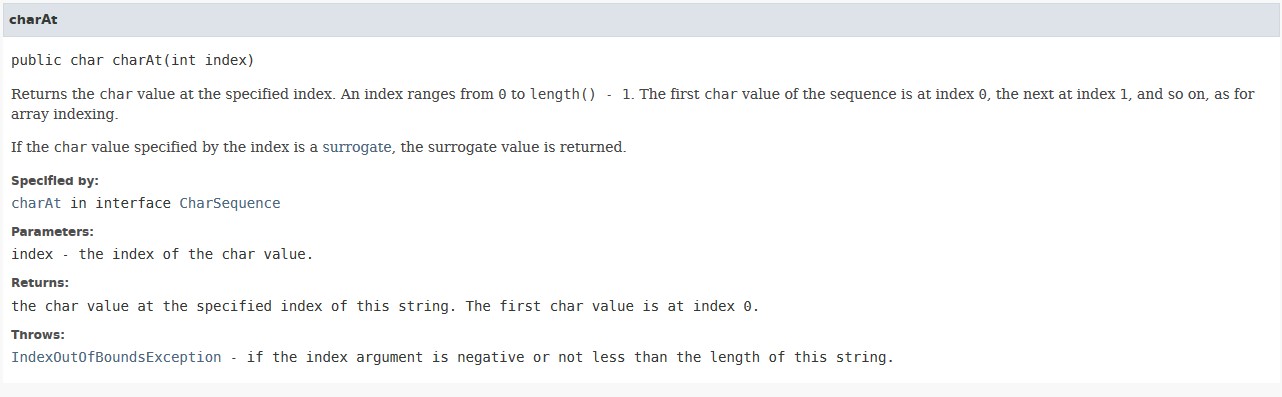 charAt
public char charAt(int index)
Returns the char value at the specified index. An index ranges from 0 to length() - 1. The first char value of the sequence is at index 0, the next at index 1, and so on, as for
array indexing.
If the char value specified by the index is a surrogate, the surrogate value is returned.
Specified by:
charAt in interface CharSequence
Parameters:
index - the index of the char value.
Returns:
the char value at the specified index of this string. The first char value is at index 0.
Throws:
IndexOutOfBoundsException - if the index argument is negative or not less than the length of this string.